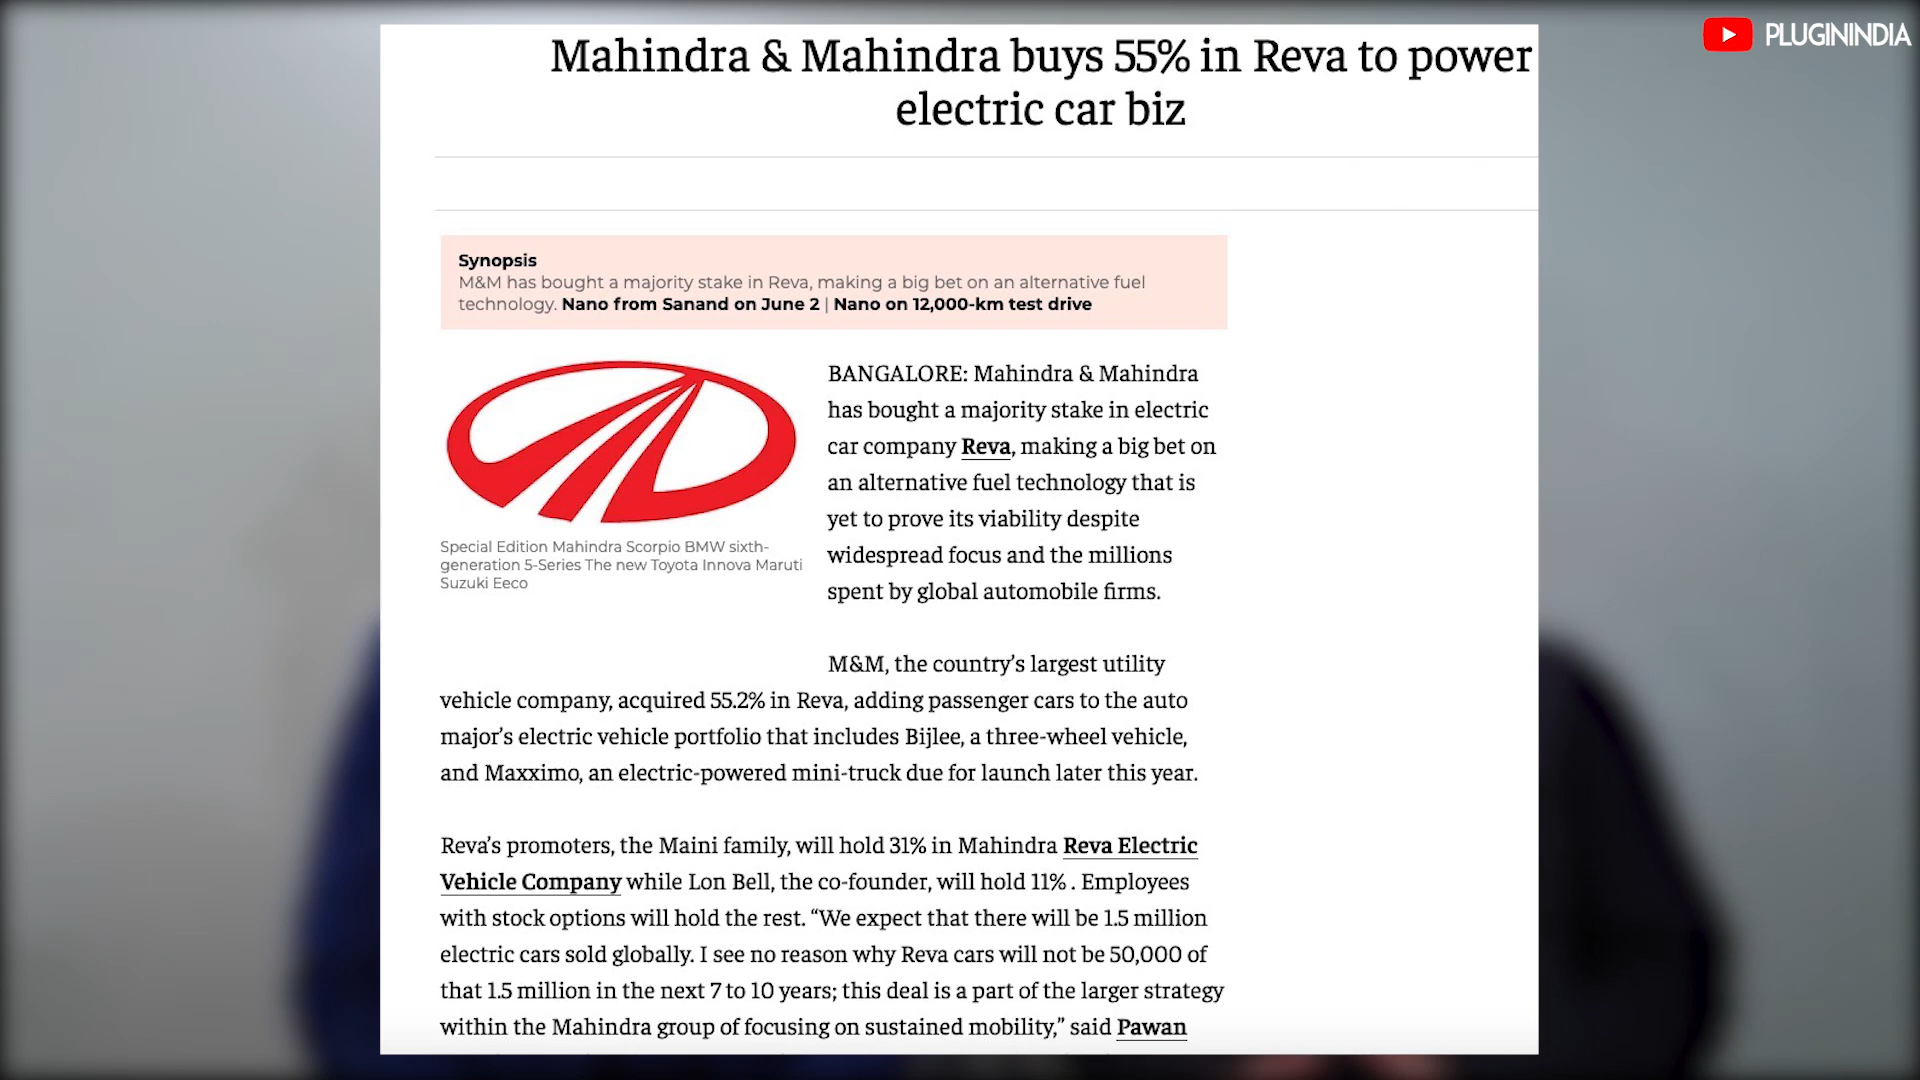 PLUGININDIA
Mahindra & Mahindra buys 55% in Reva to power
electric car biz
Synopsis
M&M has bought a majority stake in Reva, making a big bet on an alternative fuel
technology. Nano from Sanand on June 2 | Nano on 12,000-km test drive
Special Edition Mahindra Scorpio BMW sixth-
generation 5-Series The new Toyota Innova Maruti
Suzuki Eeco
BANGALORE: Mahindra & Mahindra
has bought a majority stake in electric
car company Reva, making a big bet on
an alternative fuel technology that is
yet to prove its viability despite
widespread focus and the millions
spent by global automobile firms.
M&M, the country’s largest utility
vehicle company, acquired 55.2% in Reva, adding passenger cars to the auto
major’s electric vehicle portfolio that includes Bijlee, a three-wheel vehicle,
and Maxximo, an electric-powered mini-truck due for launch later this year.
Reva’s promoters, the Maini family, will hold 31% in Mahindra Reva Electric
Vehicle Company while Lon Bell, the co-founder, will hold 11% . Employees
with stock options will hold the rest. “We expect that there will be 1.5 million
electric cars sold globally. I see no reason why Reva cars will not be 50,000 of
that 1.5 million in the next 7 to 10 years; this deal is a part of the larger strategy
within the Mahindra group of focusing on sustained mobility,” said Pawan